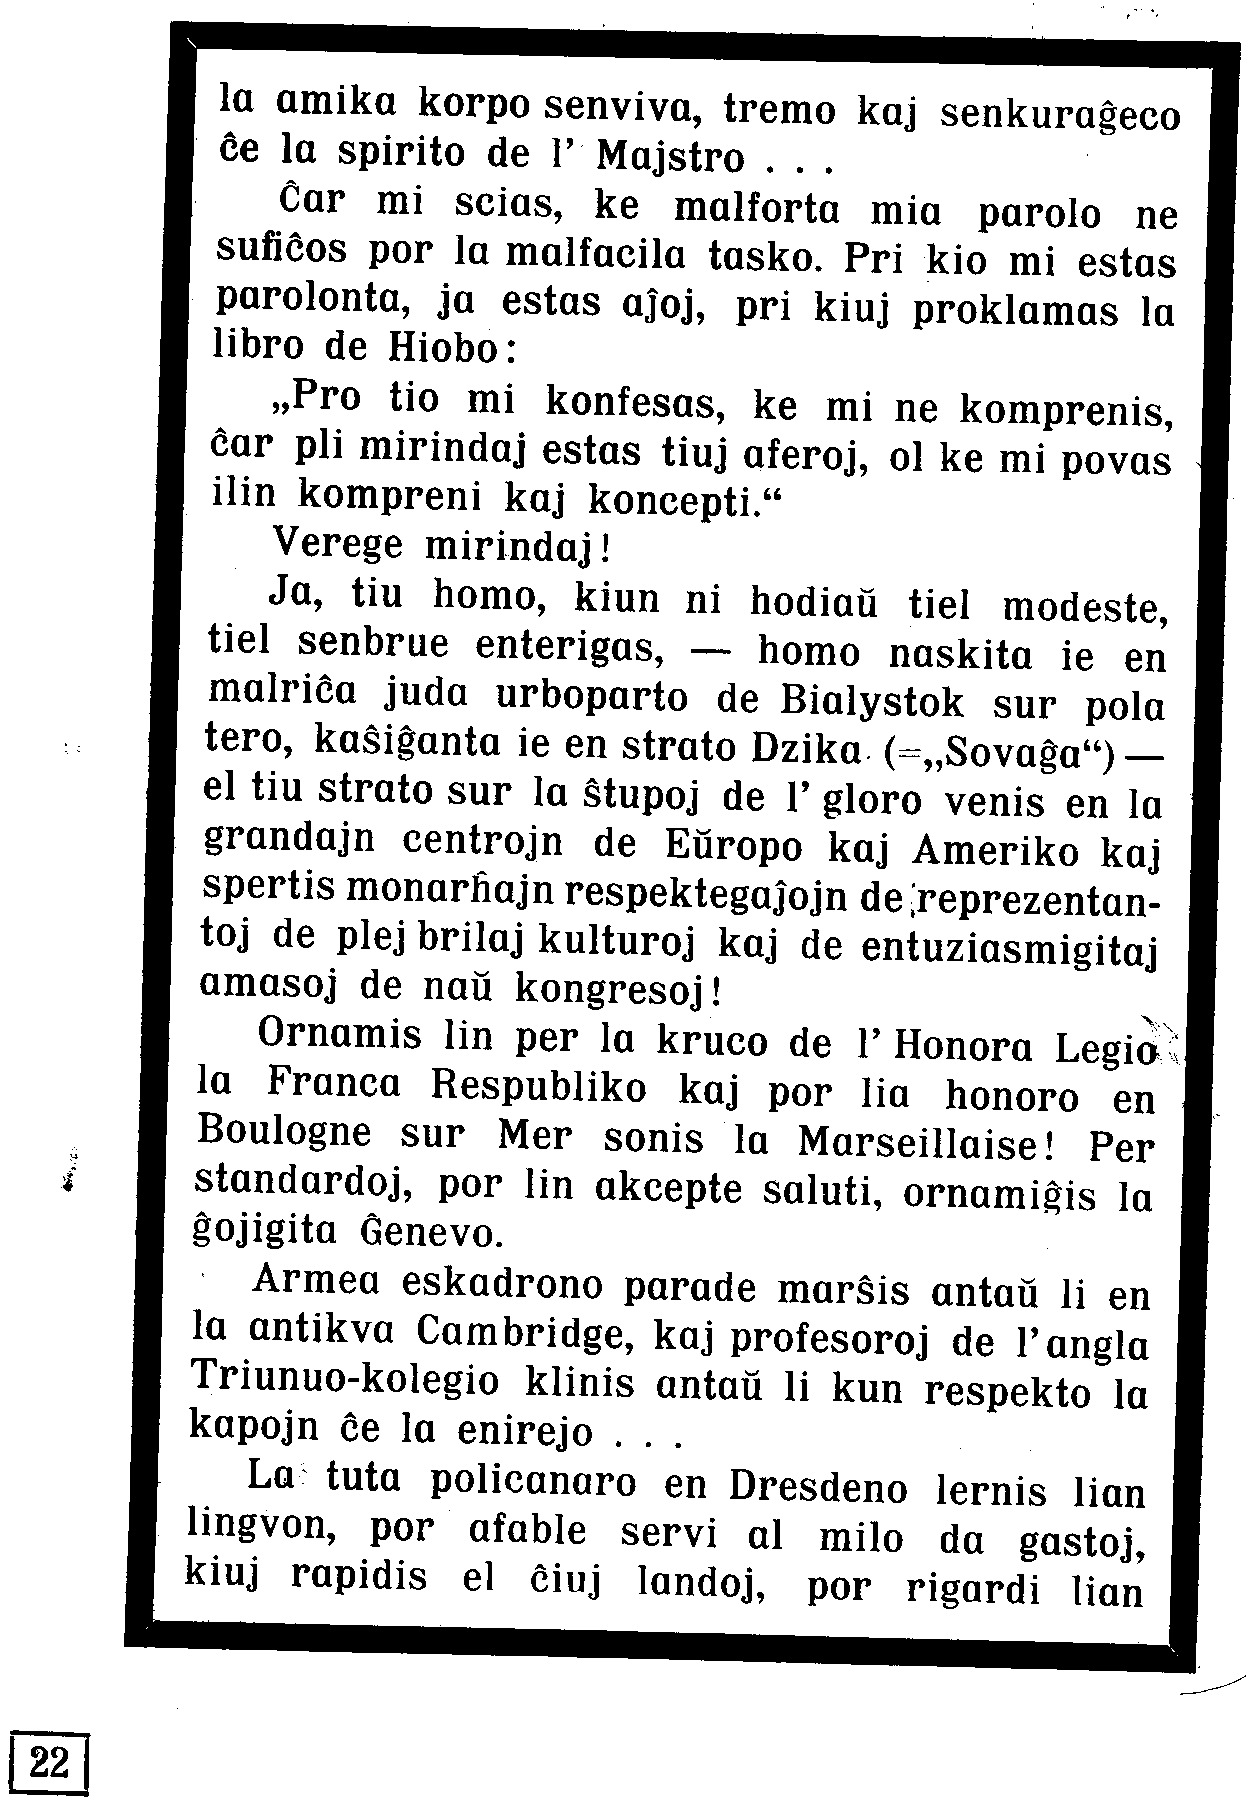 la amika korpo senviva, tremo kaj senkuraĝeco
ĉe la spirito de l' Majstro . . .
Ĉar mi scias, ke malforta mia parolo ne
sufiĉos por la malfacila tasko. Pri kio mi estas
parolonta, ja estas aĵoj, pri kiuj proklamas la
libro de Hiobo:
„Pro tio mi konfesas, ke mi ne komprenis,
ĉar pli mirindaj estas tiuj aferoj, ol ke mi povas
ilin kompreni kaj koncepti.“
Verege mirindaj!
Ja, tiu homo, kiun ni hodiaŭ tiel modeste,
tiel senbrue enterigas, — homo naskita ie en
malriĉa juda urboparto de Bialystok sur pola
tero, kaŝiĝanta ie en strato Dzika (=„Sovaĝa“) —
el tiu strato sur la ŝtupoj de l' gloro venis en la
grandajn centrojn de Eŭropo kaj Ameriko kaj
spertis monarĥajn respektegaĵojn de reprezentan-
toj de plej brilaj kulturoj kaj de entuziasmigitaj
amasoj de naŭ kongresoj!
Ornamis lin per la kruco de l' Honora Legio
la Franca Respubliko kaj por lia honoro en
Boulogne sur Mer sonis la Marseillaise! Per
standardoj, por lin akcepte saluti, ornamiĝis la
ĝojigita Ĝenevo.
Armea eskadrono parade marŝis antaŭ li en
la antikva Cambridge, kaj profesoroj de l' angla
Triunuo-kolegio klinis antaŭ li kun respekto la
kapojn ĉe la enirejo . . .
La tuta policanaro en Dresdeno lernis lian
lingvon, por afable servi al milo da gastoj,
kiuj rapidis el ĉiuj landoj, por rigardi lian
22